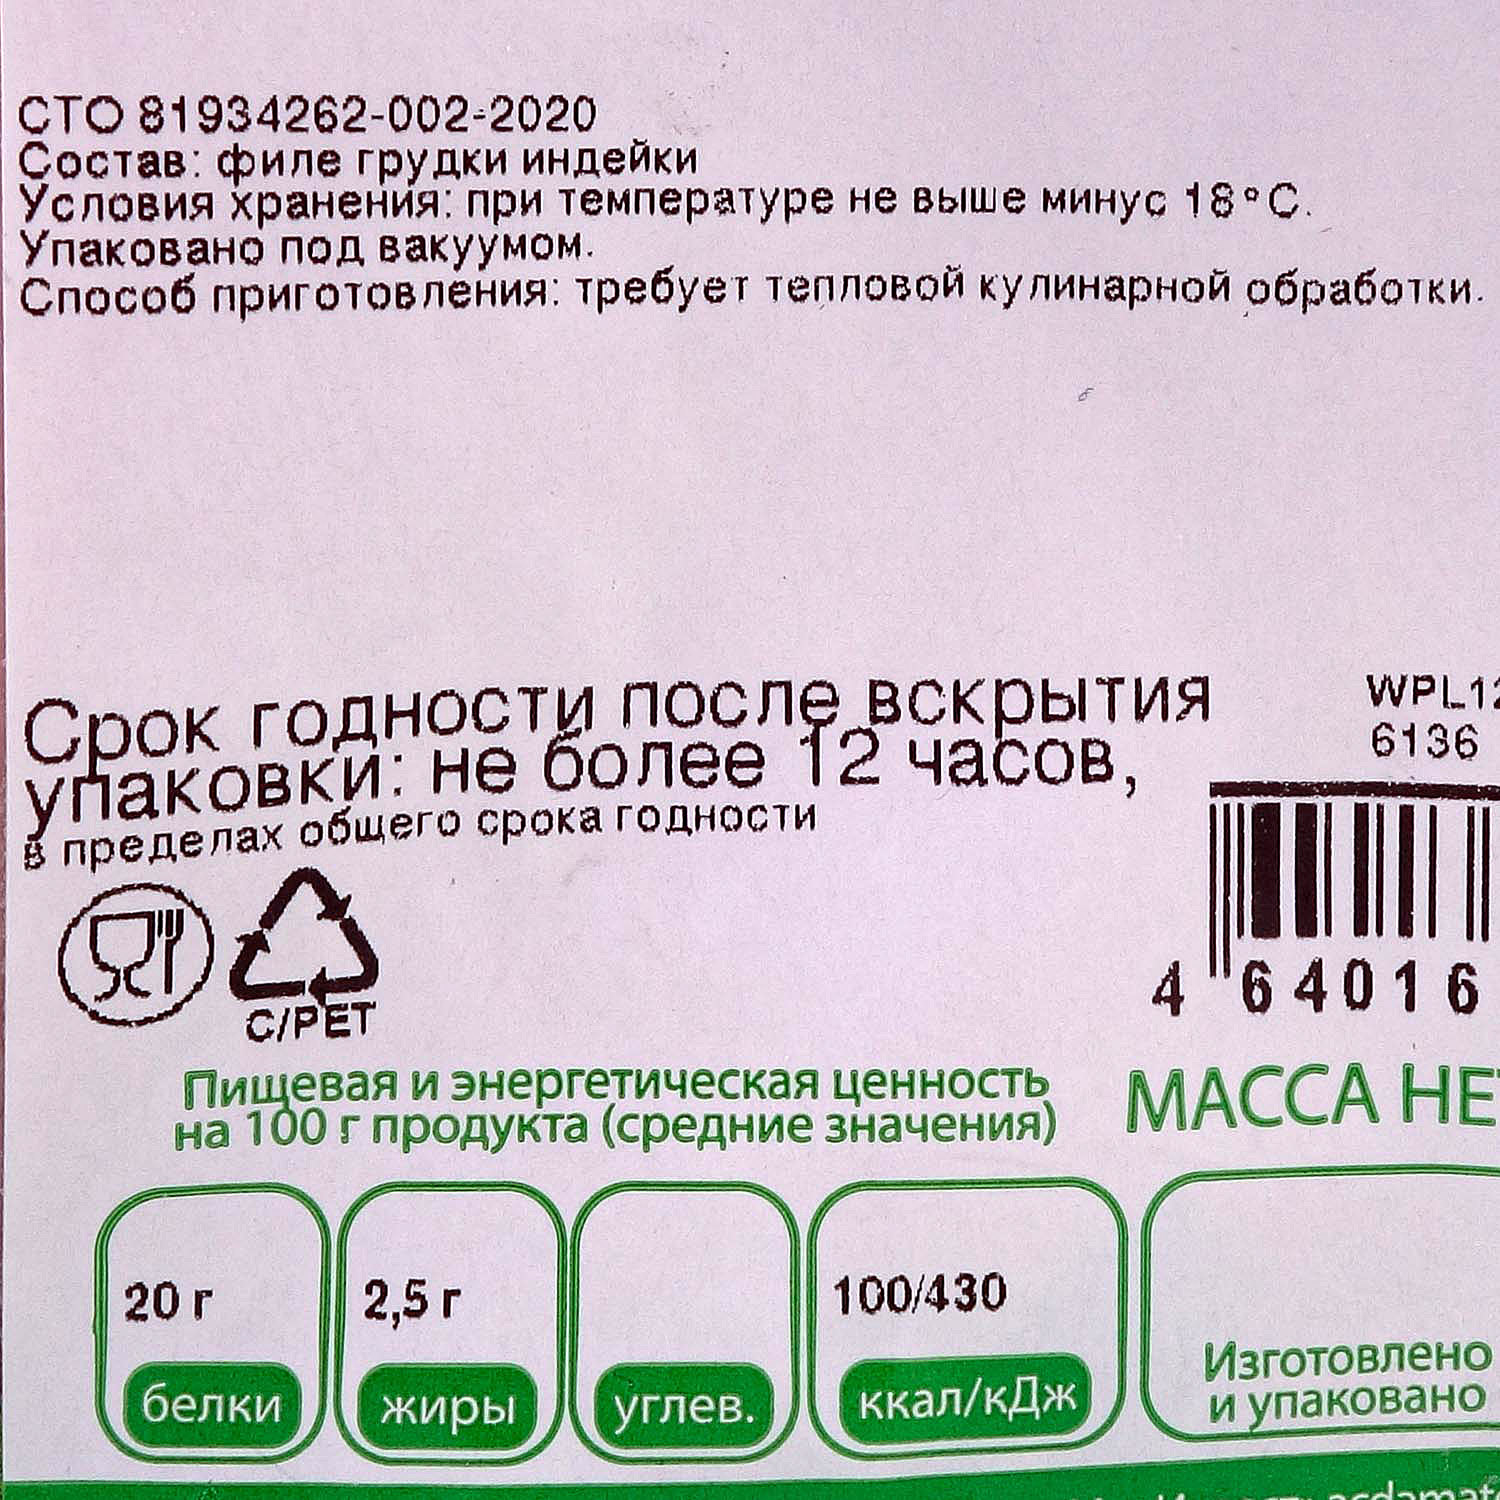 СТО 81934262-002-2020
Состав: филе грудки индейки
Условия хранения: при температуре не выше минус 18°С.
Упаковано под вакуумом.
Способ приготовления: требует тепловой кулинарной обработки.
Срок годности после вскрытия
упаковки: не более 12 часов,
в пределах общего срока годности
WPL12
6136
4 64016
C/PET
Пищевая и энергетическая ценность
на 100 г продукта (средние значения)
МАССА НЕТ
20 г
2,5 г
100/430
белки
жиры
углев.
ккал/кДж
Изготовлено
и упаковано